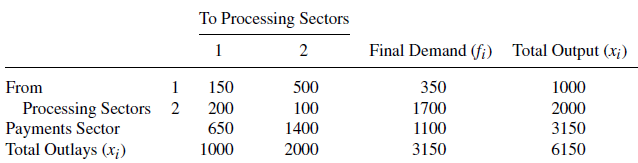 To Processing Sectors
1 2 Final Demand (fi) Total Output (xi)
From 1 150 500 350 1000
Processing Sectors 2 200 100 1700 2000
Payments Sector 650 1400 1100 3150
Total Outlays (xi) 1000 2000 3150 6150